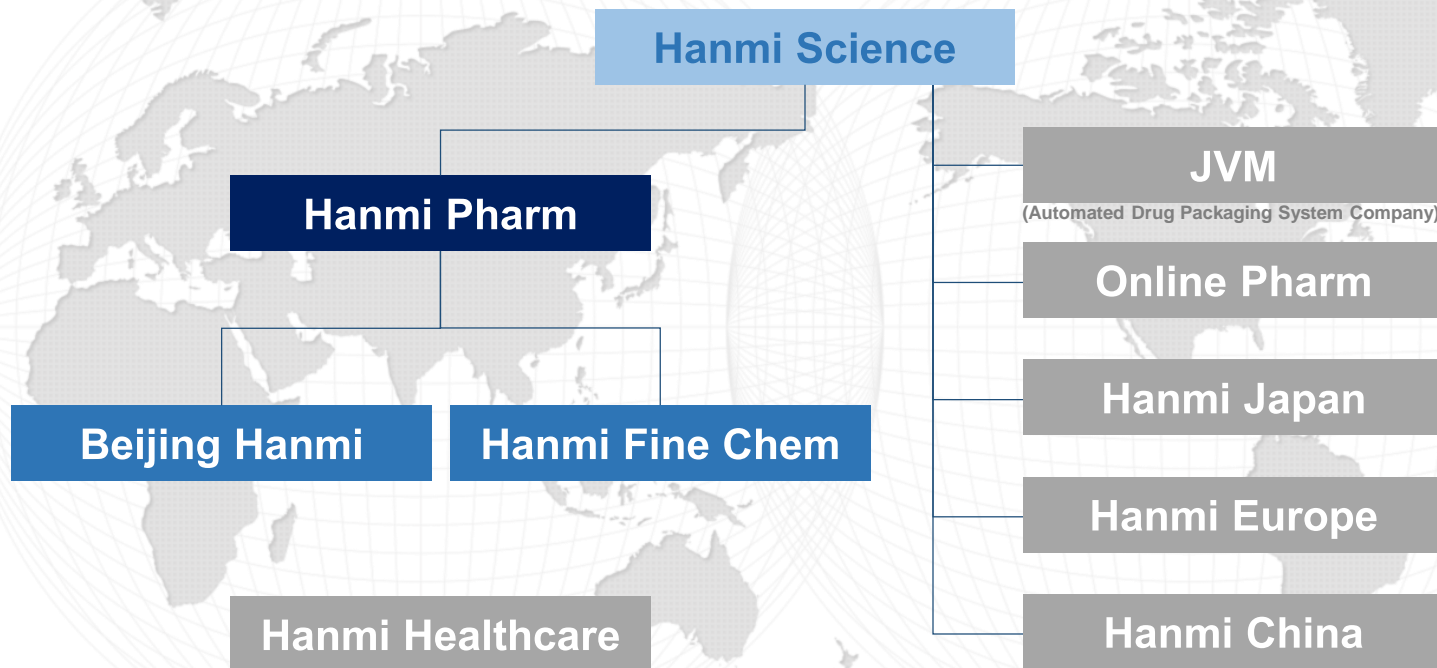 Hanmi Science
Hanmi Pharm
Beijing Hanmi
Hanmi Fine Chem
Hanmi Healthcare
JVM
(Automated Drug Packaging System Company)
Online Pharm
Hanmi Japan
Hanmi Europe
Hanmi China